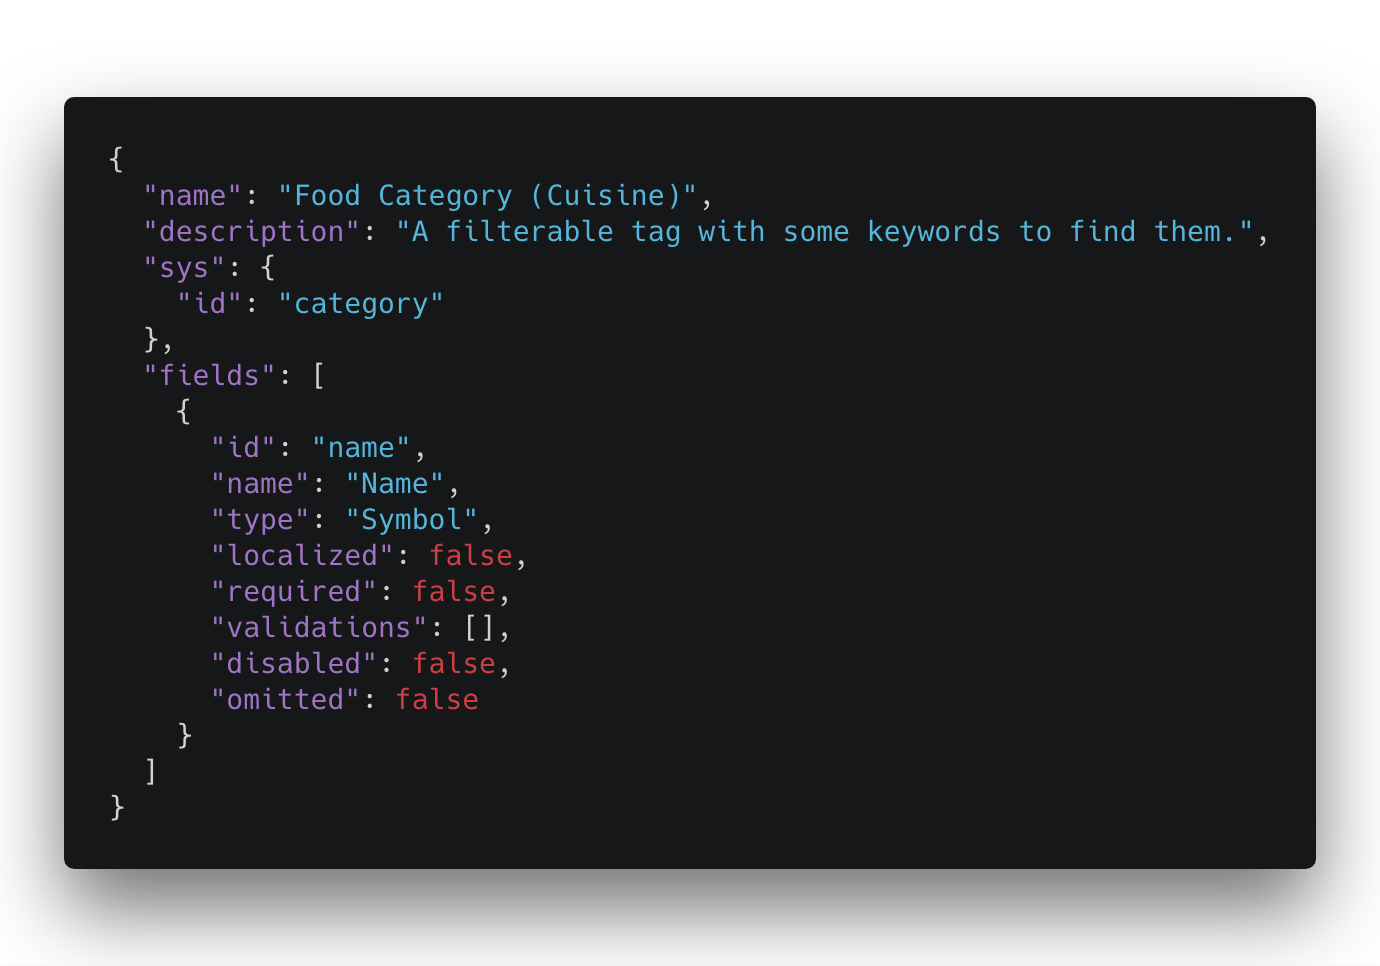 {
  "name": "Food Category (Cuisine)",
  "description": "A filterable tag with some keywords to find them.",
  "sys": {
    "id": "category"
  },
  "fields": [
    {
      "id": "name",
      "name": "Name",
      "type": "Symbol",
      "localized": false,
      "required": false,
      "validations": [],
      "disabled": false,
      "omitted": false
    }
  ]
}